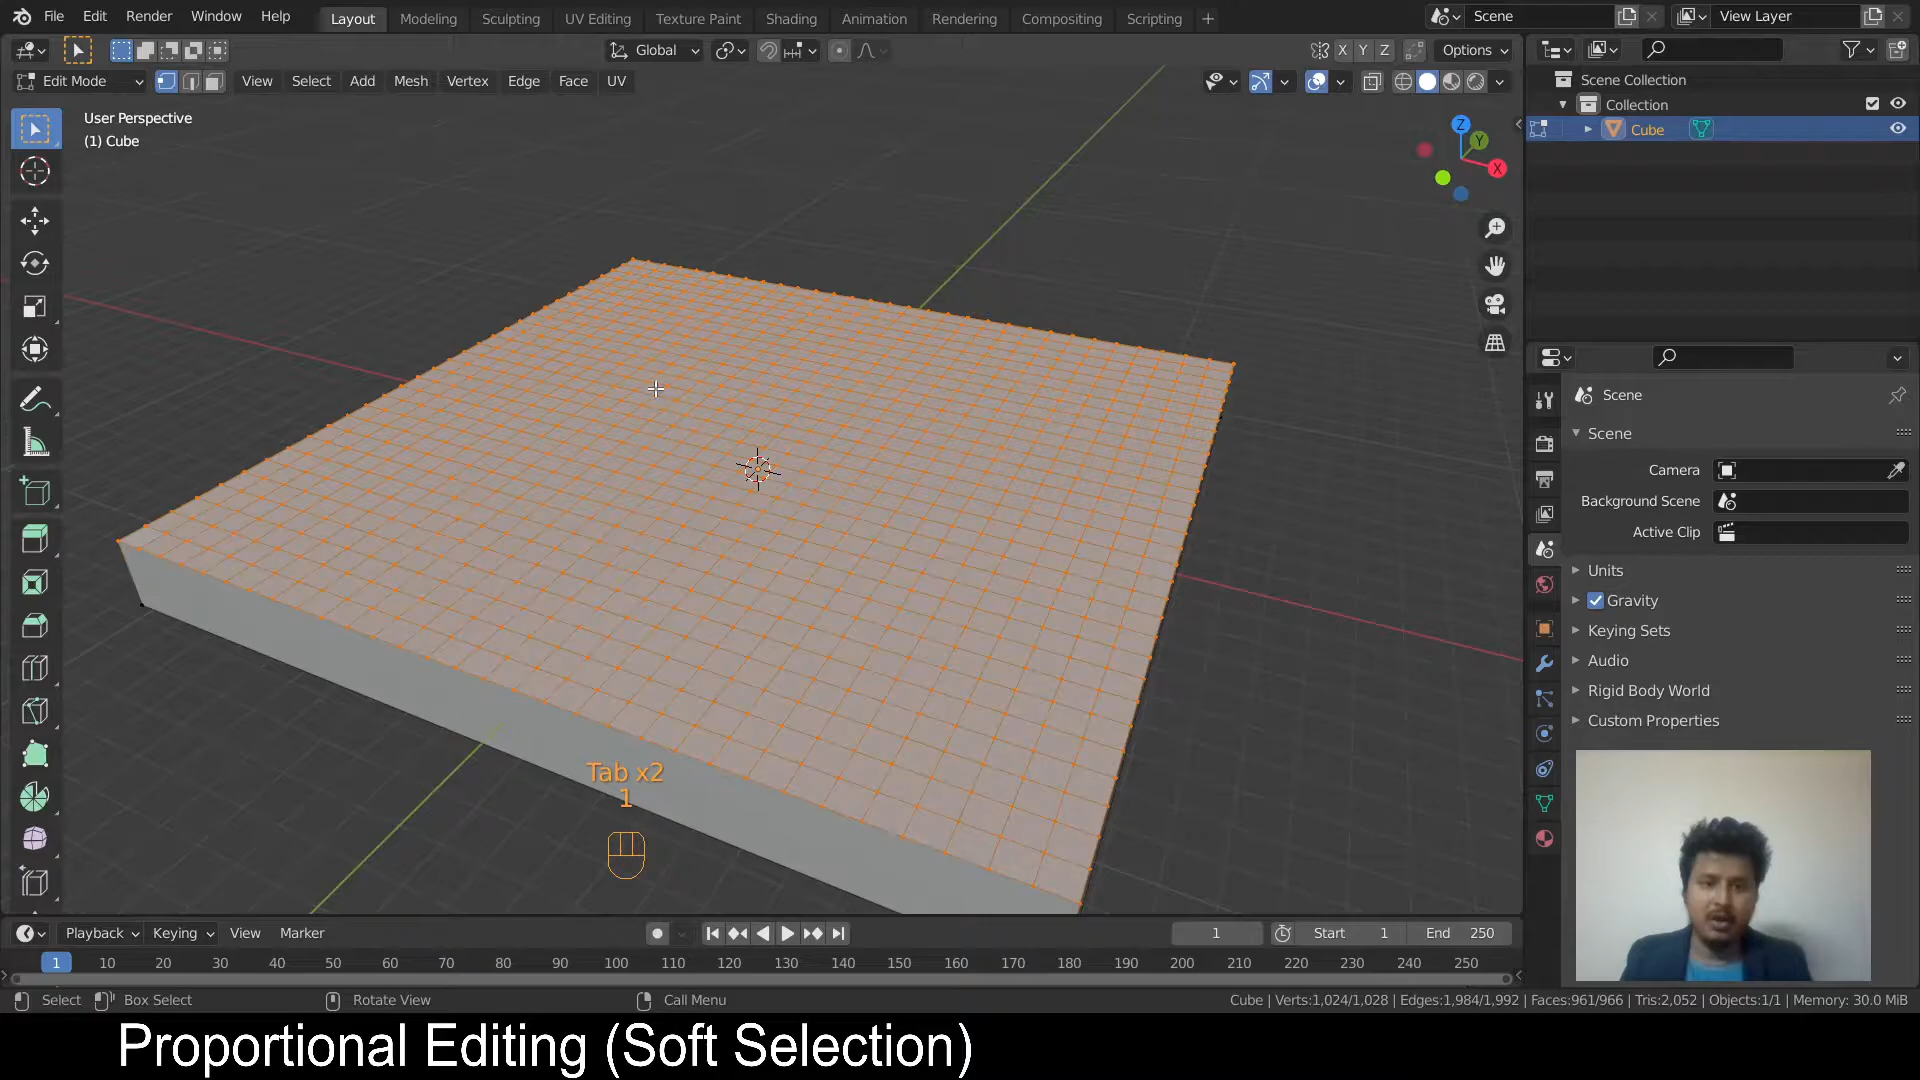 File Edit Render Window Help Layout Modeling Sculpting UV Editing Texture Paint Shading Animation Rendering Compositing Scripting + Scene View Layer
Global X Y Z Options
Edit Mode View Select Add Mesh Vertex Edge Face UV
User Perspective
(1) Cube
Z Y X
Scene Collection
Collection
Cube
Scene
Scene
Camera
Background Scene
Active Clip
Units
Gravity
Keying Sets
Audio
Rigid Body World
Custom Properties
Tab x2
1
Playback Keying View Marker 1 Start 1 End 250
1 10 20 30 40 50 60 70 80 90 100 110 120 130 140 150 160 170 180 190 200 210 220 230 240 250
Select Box Select Rotate View Call Menu Cube | Verts:1,024/1,028 | Edges:1,984/1,992 | Faces:961/966 | Tris:2,052 | Objects:1/1 | Memory: 30.0 MiB
Proportional Editing (Soft Selection)